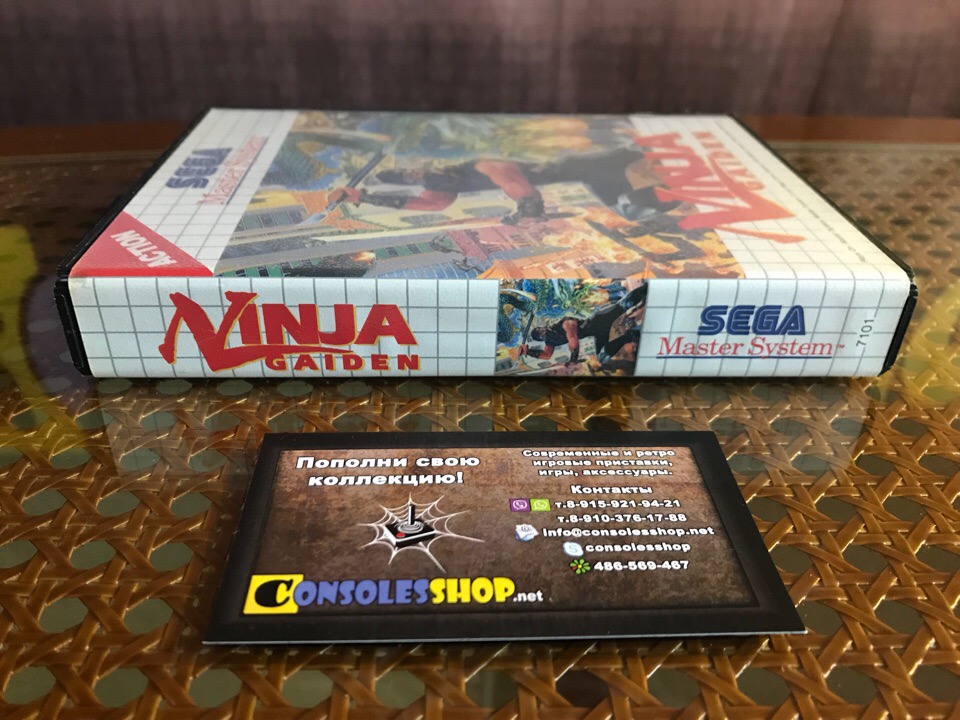 SEGA
Master System
NINJA
GAIDEN
ACTION
NINJA
GAIDEN
SEGA
Master System™
7101
Пополни свою
коллекцию!
Современные и ретро
игровые приставки,
игры, аксессуары.
Контакты
т.8-915-921-94-21
т.8-910-376-17-88
info@consolesshop.net
consolesshop
486-569-467
CONSOLESSHOP.net